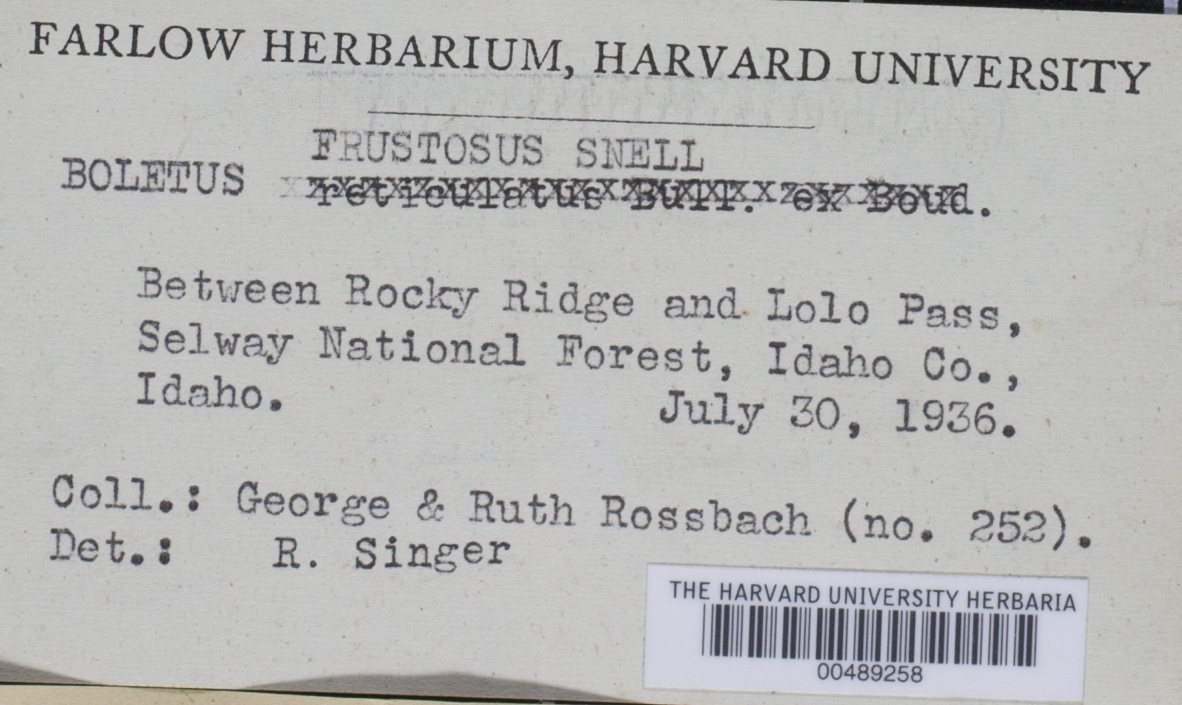 FARLOW HERBARIUM, HARVARD UNIVERSITY
FRUSTOSUS SNELL
BOLETUS reticulatus Bull. ex Boud.
Between Rocky Ridge and Lolo Pass,
Selway National Forest, Idaho Co.,
Idaho. July 30, 1936.
Coll.: George & Ruth Rossbach (no. 252).
Det.: R. Singer
THE HARVARD UNIVERSITY HERBARIA
00489258